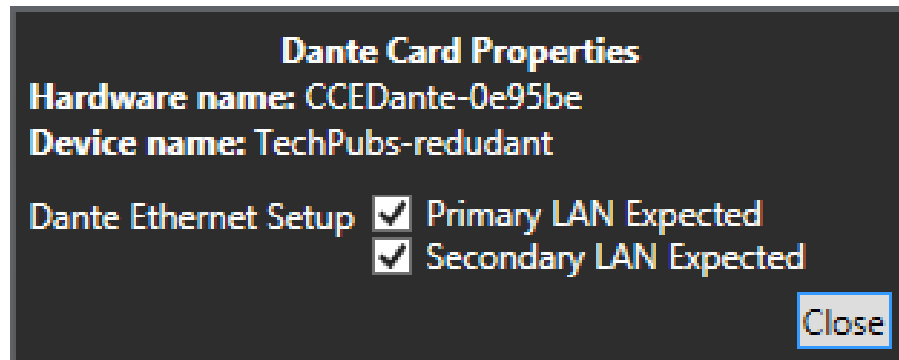 Dante Card Properties
Hardware name: CCEDante-0e95be
Device name: TechPubs-redudant
Dante Ethernet Setup Primary LAN Expected
Secondary LAN Expected
Close